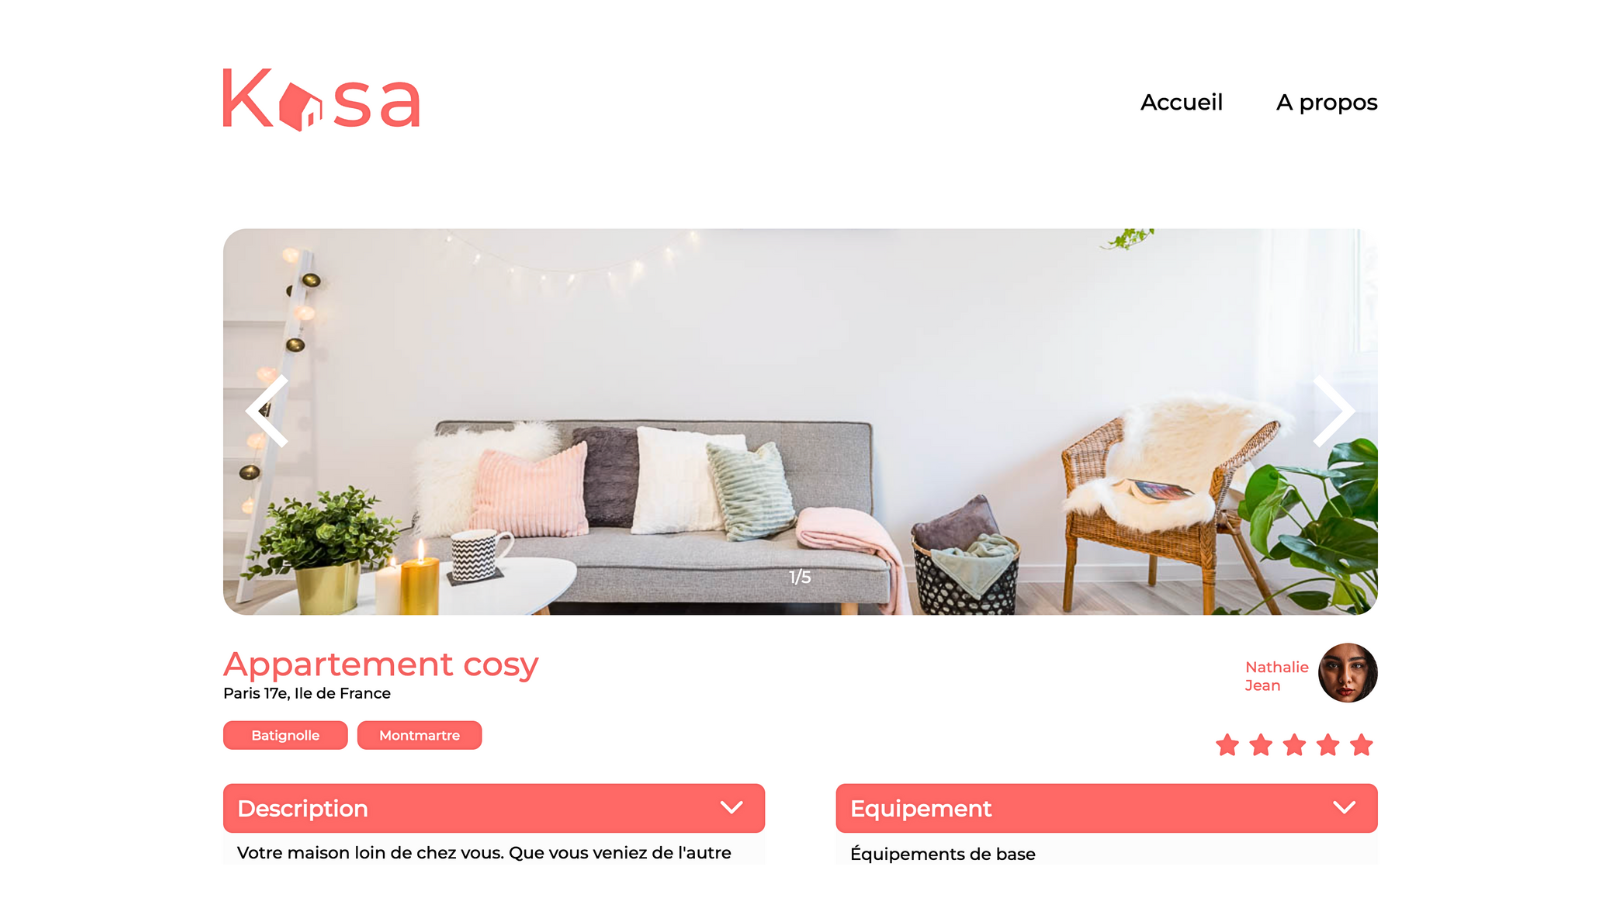 Kasa
Accueil
A propos
1/5
Appartement cosy
Paris 17e, Ile de France
Nathalie
Jean
Batignolle
Montmartre
Description
Equipement
Votre maison loin de chez vous. Que vous veniez de l'autre
Équipements de base